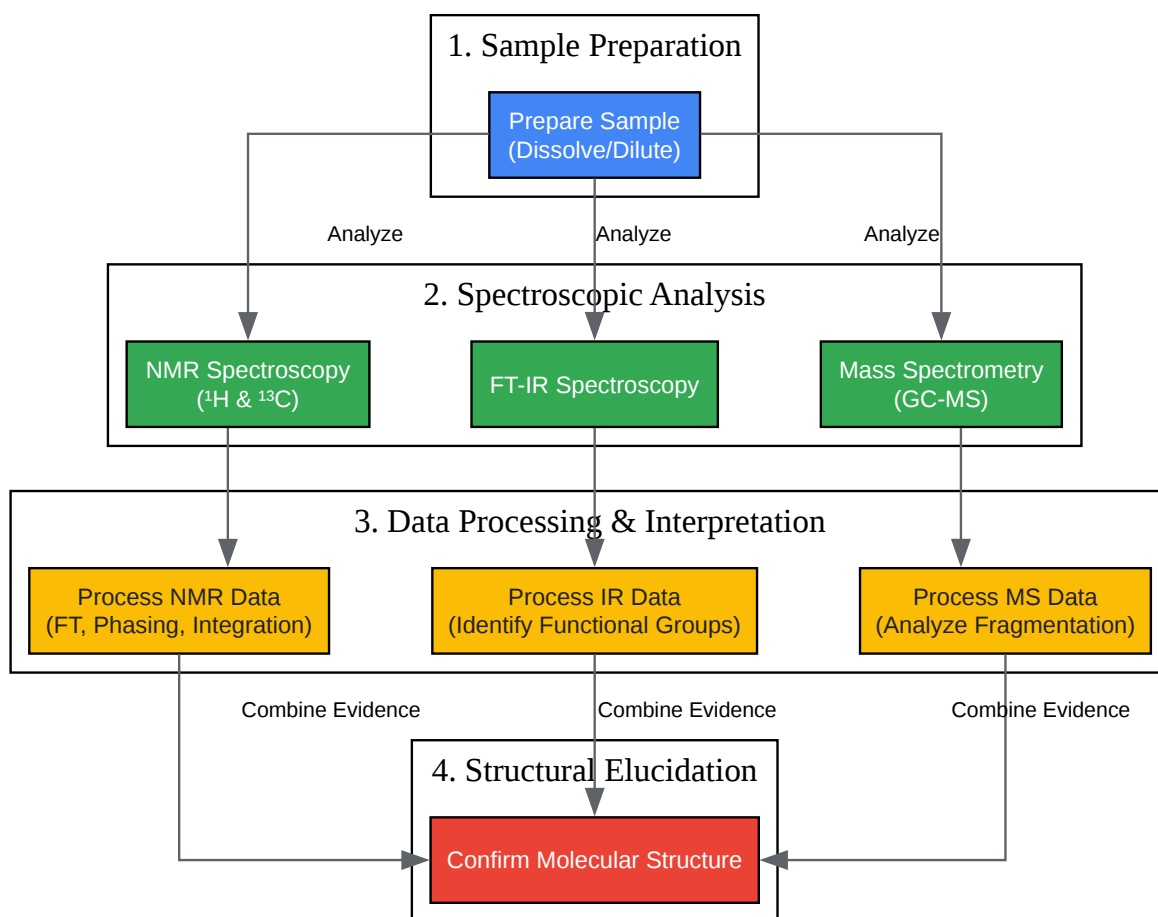 1. Sample Preparation
Prepare Sample
(Dissolve/Dilute)
Analyze
Analyze
Analyze
2. Spectroscopic Analysis
NMR Spectroscopy
(¹H & ¹³C)
FT-IR Spectroscopy
Mass Spectrometry
(GC-MS)
3. Data Processing & Interpretation
Process NMR Data
(FT, Phasing, Integration)
Process IR Data
(Identify Functional Groups)
Process MS Data
(Analyze Fragmentation)
Combine Evidence
Combine Evidence
Combine Evidence
4. Structural Elucidation
Confirm Molecular Structure